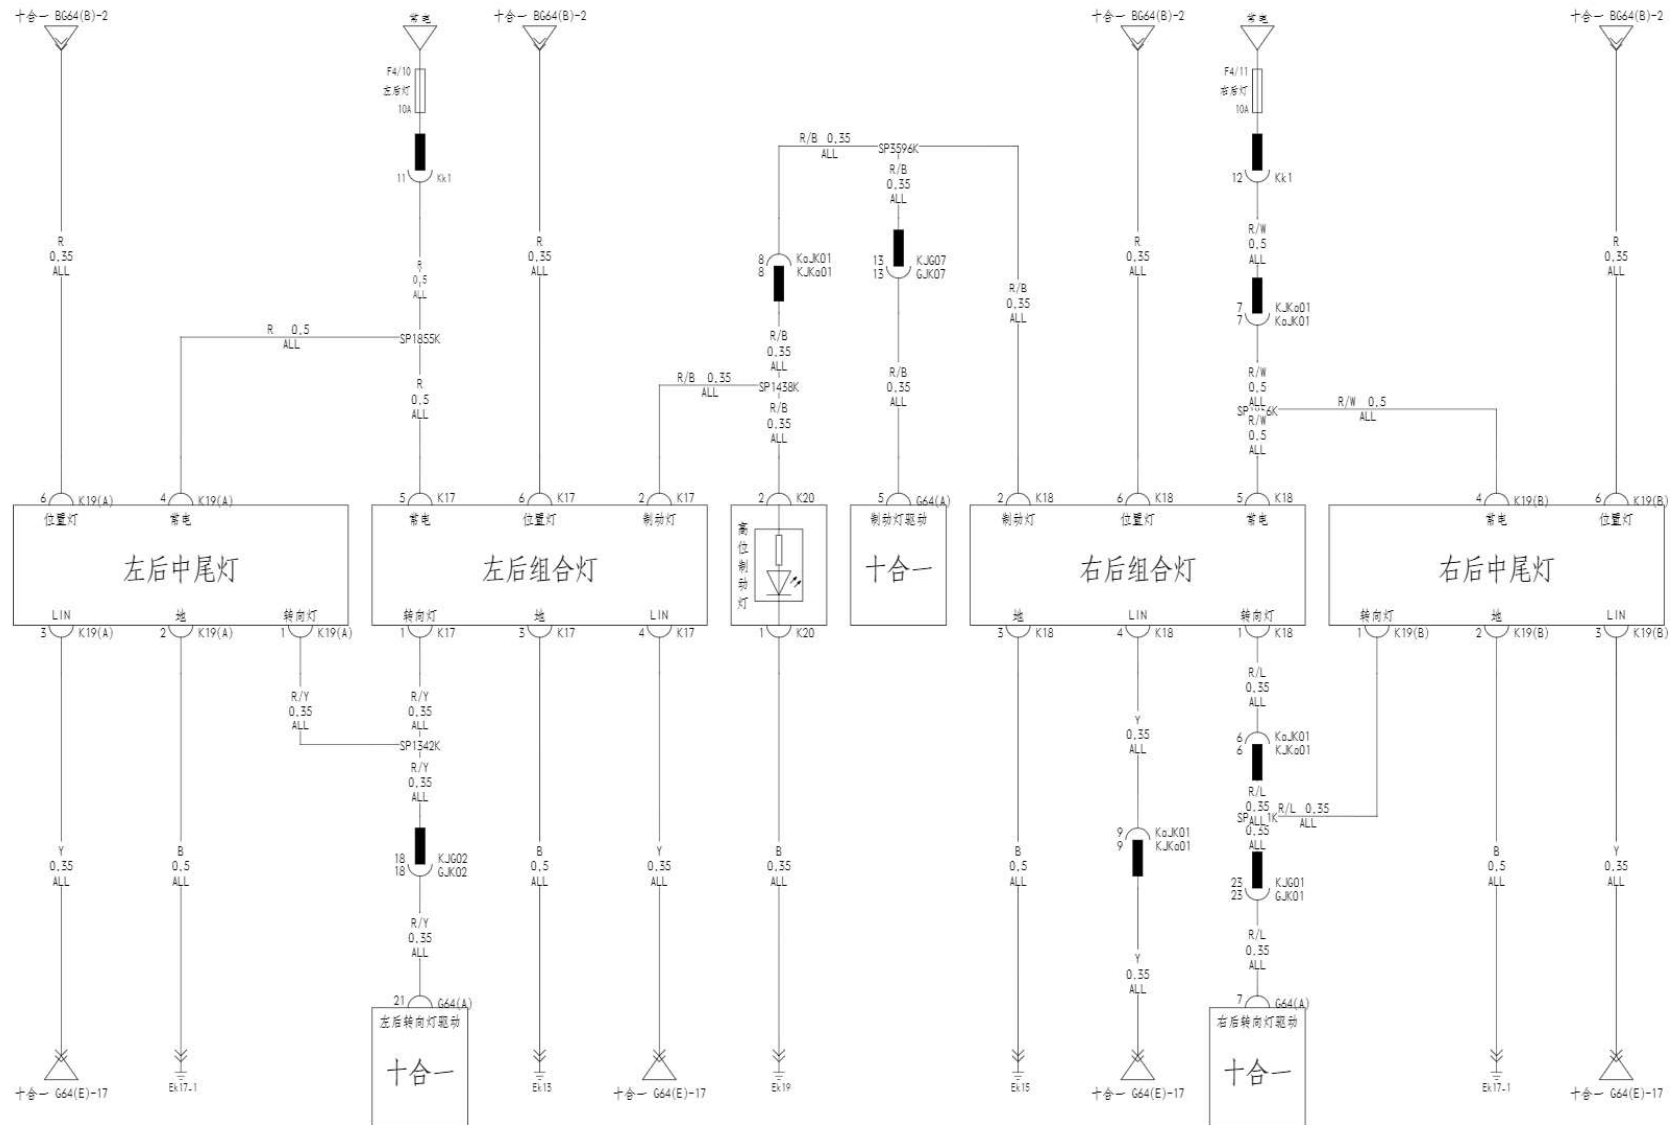 十合一 BG64(B)-2
常电
十合一 BG64(B)-2
十合一 BG64(B)-2
常电
十合一 BG64(B)-2
F4/10
左后灯
10A
F4/11
右后灯
10A
R/B 0,35
ALL
SP3596K
11 Kk1
R/B
0,35
ALL
12 Kk1
R
0,35
ALL
R
0,35
ALL
R/W
0,5
ALL
R
0,35
ALL
R
0,35
ALL
R
0,5
ALL
8 KaJK01
8 KJKa01
13 KJG07
13 GJK07
R/B
0,35
ALL
7 KJKa01
7 KaJK01
R 0,5
ALL
SP1855K
R/B
0,35
ALL
R
0,5
ALL
R/B 0,35
ALL
SP1438K
R/B
0,35
ALL
R/B
0,35
ALL
R/W
0,5
ALL
R/W 0,5
ALL
R/W
0,5
ALL
6 K19(A)
4 K19(A)
5 K17
6 K17
2 K17
2 K20
5 G64(A)
2 K18
6 K18
5 K18
4 K19(B)
6 K19(B)
位置灯
常电
常电
位置灯
制动灯
高位制动灯
制动灯驱动
制动灯
位置灯
常电
常电
位置灯
左后中尾灯
左后组合灯
十合一
右后组合灯
右后中尾灯
LIN
地
转向灯
转向灯
地
LIN
地
LIN
转向灯
转向灯
地
LIN
3 K19(A)
2 K19(A)
1 K19(A)
1 K17
3 K17
4 K17
1 K20
3 K18
4 K18
1 K18
1 K19(B)
2 K19(B)
3 K19(B)
R/Y
0,35
ALL
R/Y
0,35
ALL
R/L
0,35
ALL
Y
0,35
ALL
SP1342K
R/Y
0,35
ALL
6 KaJK01
6 KJKa01
R/L
0,35
ALL
R/L 0,35
ALL
0,35
ALL
9 KaJK01
9 KJKa01
18 KJG02
18 GJK02
23 KJG01
23 GJK01
Y
0,35
ALL
B
0,5
ALL
B
0,5
ALL
Y
0,35
ALL
B
0,35
ALL
B
0,5
ALL
B
0,5
ALL
Y
0,35
ALL
R/Y
0,35
ALL
Y
0,35
ALL
R/L
0,35
ALL
21 G64(A)
7 G64(A)
左后转向灯驱动
右后转向灯驱动
十合一
十合一
十合一 G64(E)-17
Ek17-1
Ek13
十合一 G64(E)-17
Ek19
Ek15
十合一 G64(E)-17
Ek17-1
十合一 G64(E)-17